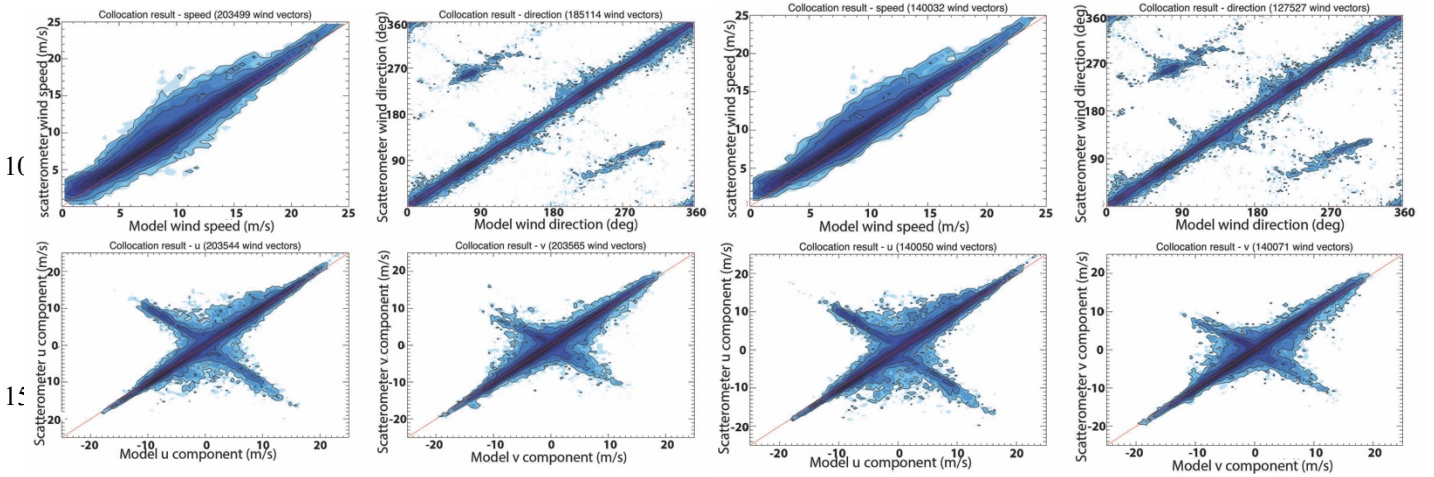 Collocation result - speed (203499 wind vectors)
Scatterometer wind speed (m/s)
25
20
15
10
5
0 5 10 15 20 25
Model wind speed (m/s)
Collocation result - direction (185114 wind vectors)
Scatterometer wind direction (deg)
360
270
180
90
0 90 180 270 360
Model wind direction (deg)
Collocation result - speed (140032 wind vectors)
scatterometer wind speed (m/s)
25
20
15
10
5
0 5 10 15 20 25
Model wind speed (m/s)
Collocation result - direction (127527 wind vectors)
Scatterometer wind direction (deg)
360
270
180
90
0
0 90 180 270 360
Model wind direction (deg)
10
Collocation result - u (203544 wind vectors)
Scatterometer u component (m/s)
20
10
0
-10
-20
-20 -10 0 10 20
Model u component (m/s)
Collocation result - v (203565 wind vectors)
Scatterometer v component (m/s)
20
10
0
-10
-20
-20 -10 0 10 20
Model v component (m/s)
Collocation result - u (140050 wind vectors)
Scatterometer u component (m/s)
20
10
0
-10
-20
-20 -10 0 10 20
Model u component (m/s)
Collocation result - v (140071 wind vectors)
Scatterometer v component (m/s)
20
10
0
-10
-20
-20 -10 0 10 20
Model v component (m/s)